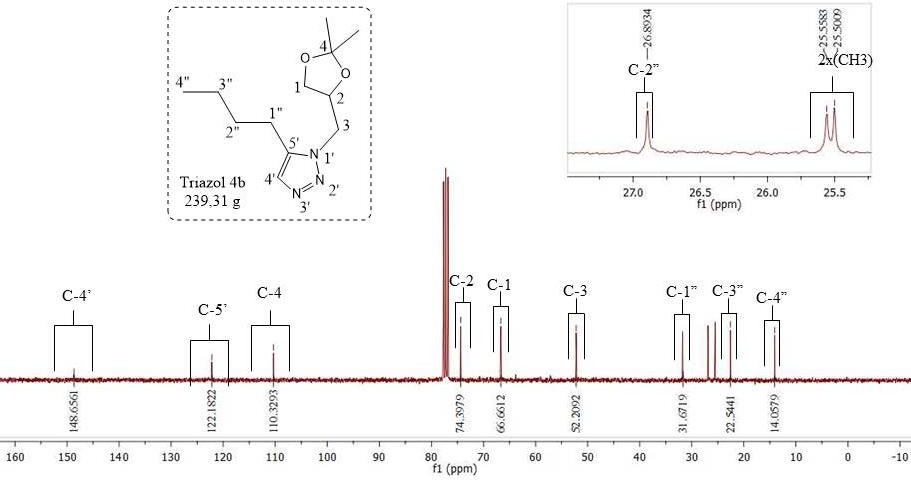 4
O
O
1
2
3
4"
3"
2"
1"
5'
N
1'
4'
N
2'
N
3'
Triazol 4b
239,31 g
26.8934
25.5583
25.5009
C-2”
2x(CH3)
27.0 26.5 26.0 25.5
f1 (ppm)
C-4’
C-5’
C-4
C-2
C-1
C-3
C-1”
C-3”
C-4”
148.6561
122.1822
110.3293
74.3979
66.6612
52.2092
31.6719
22.5441
14.0579
160 150 140 130 120 110 100 90 80 70 60 50 40 30 20 10 0 -10
f1 (ppm)